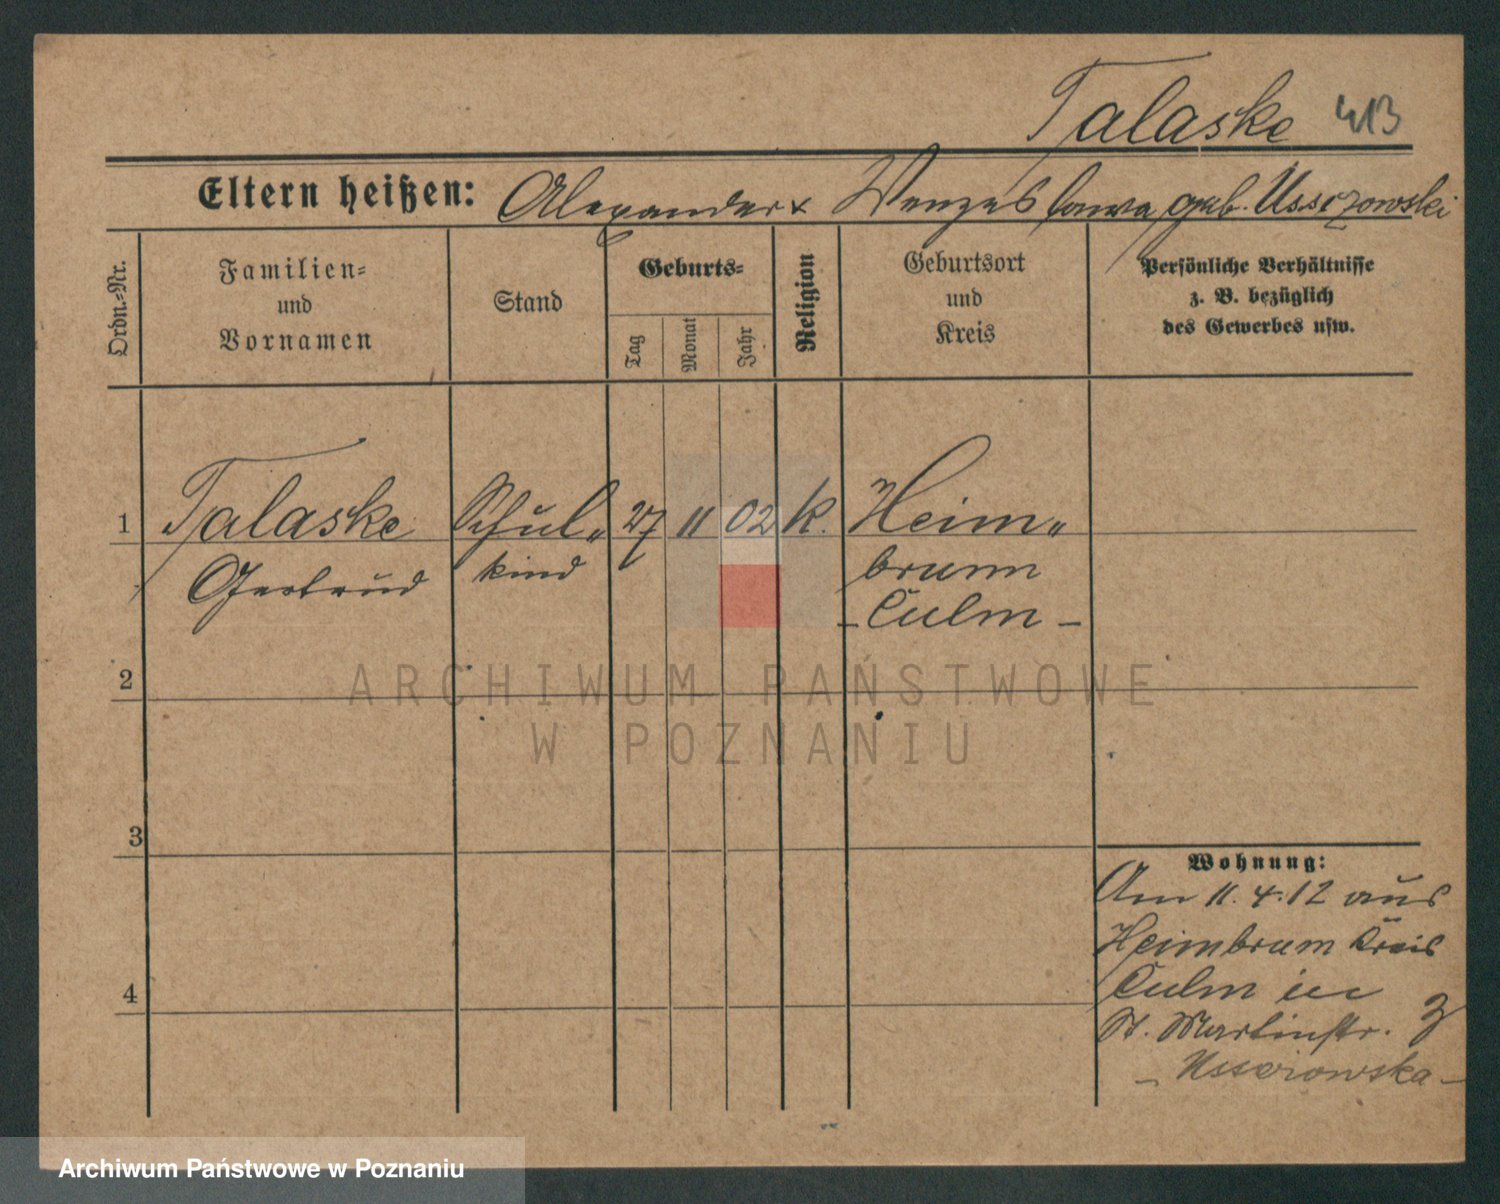 Talaske 413
Eltern heißen: Alexander x Wenzeslawa geb. Ussczowski
Ordn.-Nr.
Familien-
und
Vornamen
Stand
Geburts-
Tag
Monat
Jahr
Religion
Geburtsort
und
Kreis
Persönliche Verhältnisse
z. B. bezüglich
des Gewerbes usw.
1 Talaske Schul„ 27 11 02 k. Heim„
Gertrud kind brunn
- Culm -
2
ARCHIWUM PAŃSTWOWE
W POZNANIU
3
Wohnung:
Am 11.4.12 aus
Heimbrunn Kreis
Culm in
4
St. Martinstr.
Archiwum Państwowe w Poznaniu